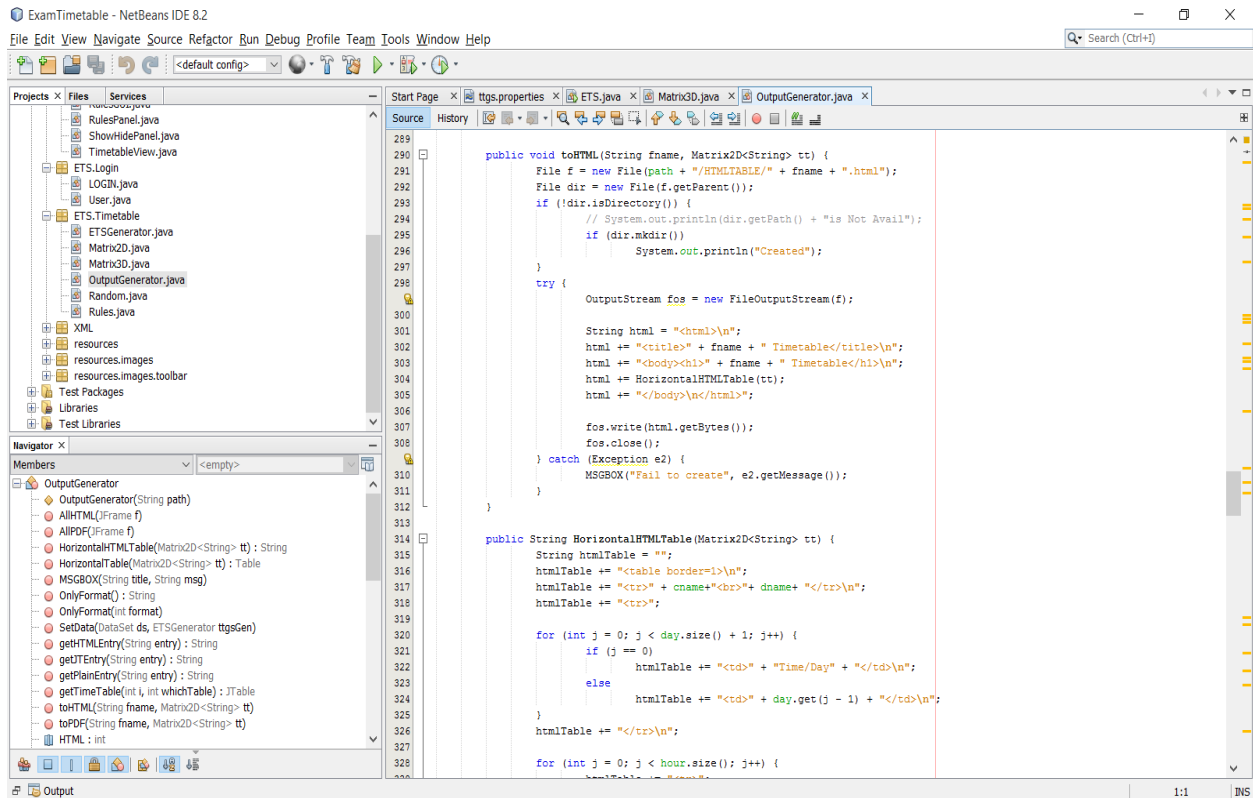 ExamTimetable - NetBeans IDE 8.2
File Edit View Navigate Source Refactor Run Debug Profile Team Tools Window Help
Search (Ctrl+I)
<default config>
Projects Files Services
RulesPanel.java
ShowHidePanel.java
TimetableView.java
ETS.Login
LOGIN.java
User.java
ETS.Timetable
ETSGenerator.java
Matrix2D.java
Matrix3D.java
OutputGenerator.java
Random.java
Rules.java
XML
resources
resources.images
resources.images.toolbar
Test Packages
Libraries
Test Libraries
Navigator
Members <empty>
OutputGenerator
OutputGenerator(String path)
AllHTML(JFrame f)
AllPDF(JFrame f)
HorizontalHTMLTable(Matrix2D<String> tt) : String
HorizontalTable(Matrix2D<String> tt) : Table
MSGBOX(String title, String msg)
OnlyFormat() : String
OnlyFormat(int format)
SetData(DataSet ds, ETSGenerator ttgsGen)
getHTMLEntry(String entry) : String
getJTEntry(String entry) : String
getPlainEntry(String entry) : String
getTimeTable(int i, int whichTable) : JTable
toHTML(String fname, Matrix2D<String> tt)
toPDF(String fname, Matrix2D<String> tt)
HTML : int
Start Page ttgs.properties ETS.java Matrix3D.java OutputGenerator.java
Source History
289
290 public void toHTML(String fname, Matrix2D<String> tt) {
291 File f = new File(path + "/HTMLTABLE/" + fname + ".html");
292 File dir = new File(f.getParent());
293 if (!dir.isDirectory()) {
294 // System.out.println(dir.getPath() + "is Not Avail");
295 if (dir.mkdir())
296 System.out.println("Created");
297 }
298 try {
OutputStream fos = new FileOutputStream(f);
300
301 String html = "<html>\n";
302 html += "<title>" + fname + " Timetable</title>\n";
303 html += "<body><h1>" + fname + " Timetable</h1>\n";
304 html += HorizontalHTMLTable(tt);
305 html += "</body>\n</html>";
306
307 fos.write(html.getBytes());
308 fos.close();
} catch (Exception e2) {
310 MSGBOX("Fail to create", e2.getMessage());
311 }
312 }
313
314 public String HorizontalHTMLTable(Matrix2D<String> tt) {
315 String htmlTable = "";
316 htmlTable += "<table border=1>\n";
317 htmlTable += "<tr>" + cname+"<br>"+ dname+ "</tr>\n";
318 htmlTable += "<tr>";
319
320 for (int j = 0; j < day.size() + 1; j++) {
321 if (j == 0)
322 htmlTable += "<td>" + "Time/Day" + "</td>\n";
323 else
324 htmlTable += "<td>" + day.get(j - 1) + "</td>\n";
325 }
326 htmlTable += "</tr>\n";
327
328 for (int j = 0; j < hour.size(); j++) {
Output
1:1 INS